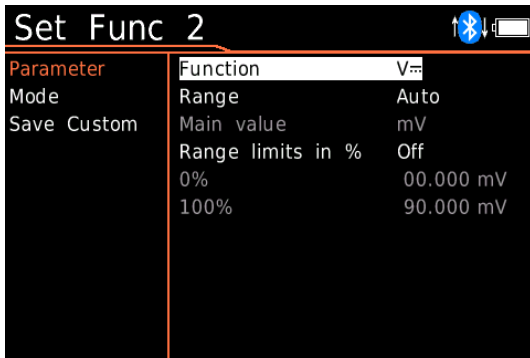 Set Func 2
Parameter
Mode
Save Custom
Function V⎓
Range Auto
Main value mV
Range limits in % Off
0% 00.000 mV
100% 90.000 mV